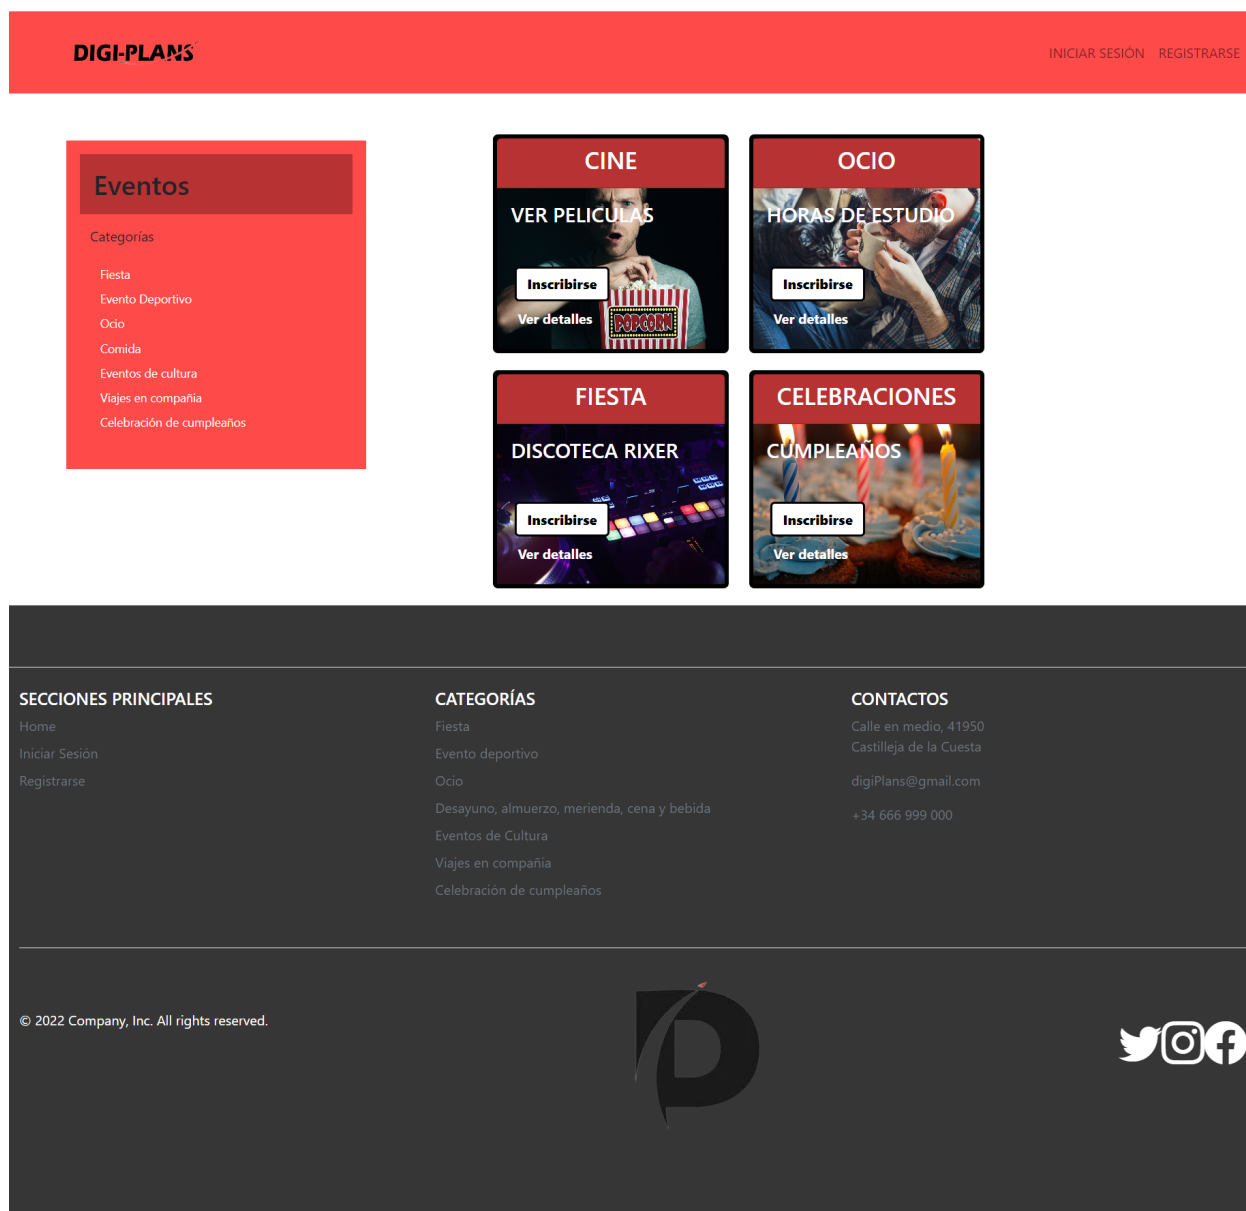 DIGI-PLANS
INICIAR SESIÓN REGISTRARSE
Eventos
Categorías
Fiesta
Evento Deportivo
Ocio
Comida
Eventos de cultura
Viajes en compañia
Celebración de cumpleaños
CINE
VER PELICULAS
POPCORN
Inscribirse
Ver detalles
OCIO
HORAS DE ESTUDIO
Inscribirse
Ver detalles
FIESTA
DISCOTECA RIXER
Inscribirse
Ver detalles
CELEBRACIONES
CUMPLEAÑOS
Inscribirse
Ver detalles
SECCIONES PRINCIPALES
Home
Iniciar Sesión
Registrarse
CATEGORÍAS
Fiesta
Evento deportivo
Ocio
Desayuno, almuerzo, merienda, cena y bebida
Eventos de Cultura
Viajes en compañia
Celebración de cumpleaños
CONTACTOS
Calle en medio, 41950
Castilleja de la Cuesta
digiPlans@gmail.com
+34 666 999 000
© 2022 Company, Inc. All rights reserved.